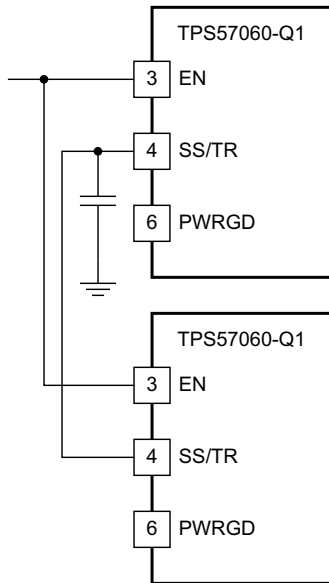 TPS57060-Q1
3 EN
4 SS/TR
6 PWRGD
TPS57060-Q1
3 EN
4 SS/TR
6 PWRGD